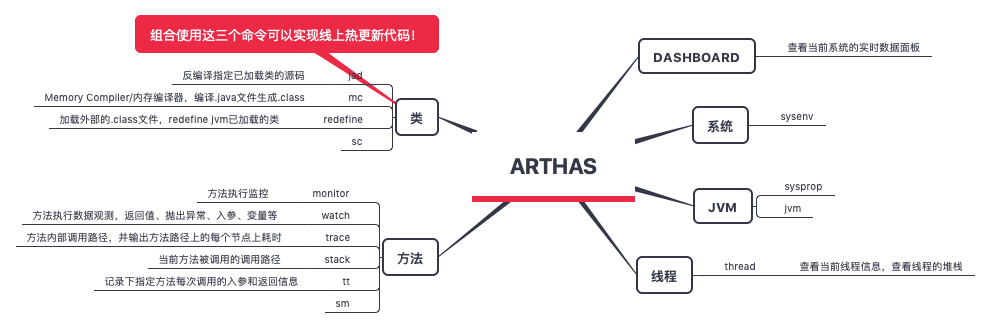 组合使用这三个命令可以实现线上热更新代码！
反编译指定已加载类的源码 jad
Memory Compiler/内存编译器，编译.java文件生成.class mc
加载外部的.class文件，redefine jvm已加载的类 redefine
sc
类
方法执行监控 monitor
方法执行数据观测，返回值、抛出异常、入参、变量等 watch
方法内部调用路径，并输出方法路径上的每个节点上耗时 trace
当前方法被调用的调用路径 stack
记录下指定方法每次调用的入参和返回信息 tt
sm
方法
ARTHAS
DASHBOARD
查看当前系统的实时数据面板
系统
sysenv
JVM
sysprop
jvm
线程
thread
查看当前线程信息，查看线程的堆栈